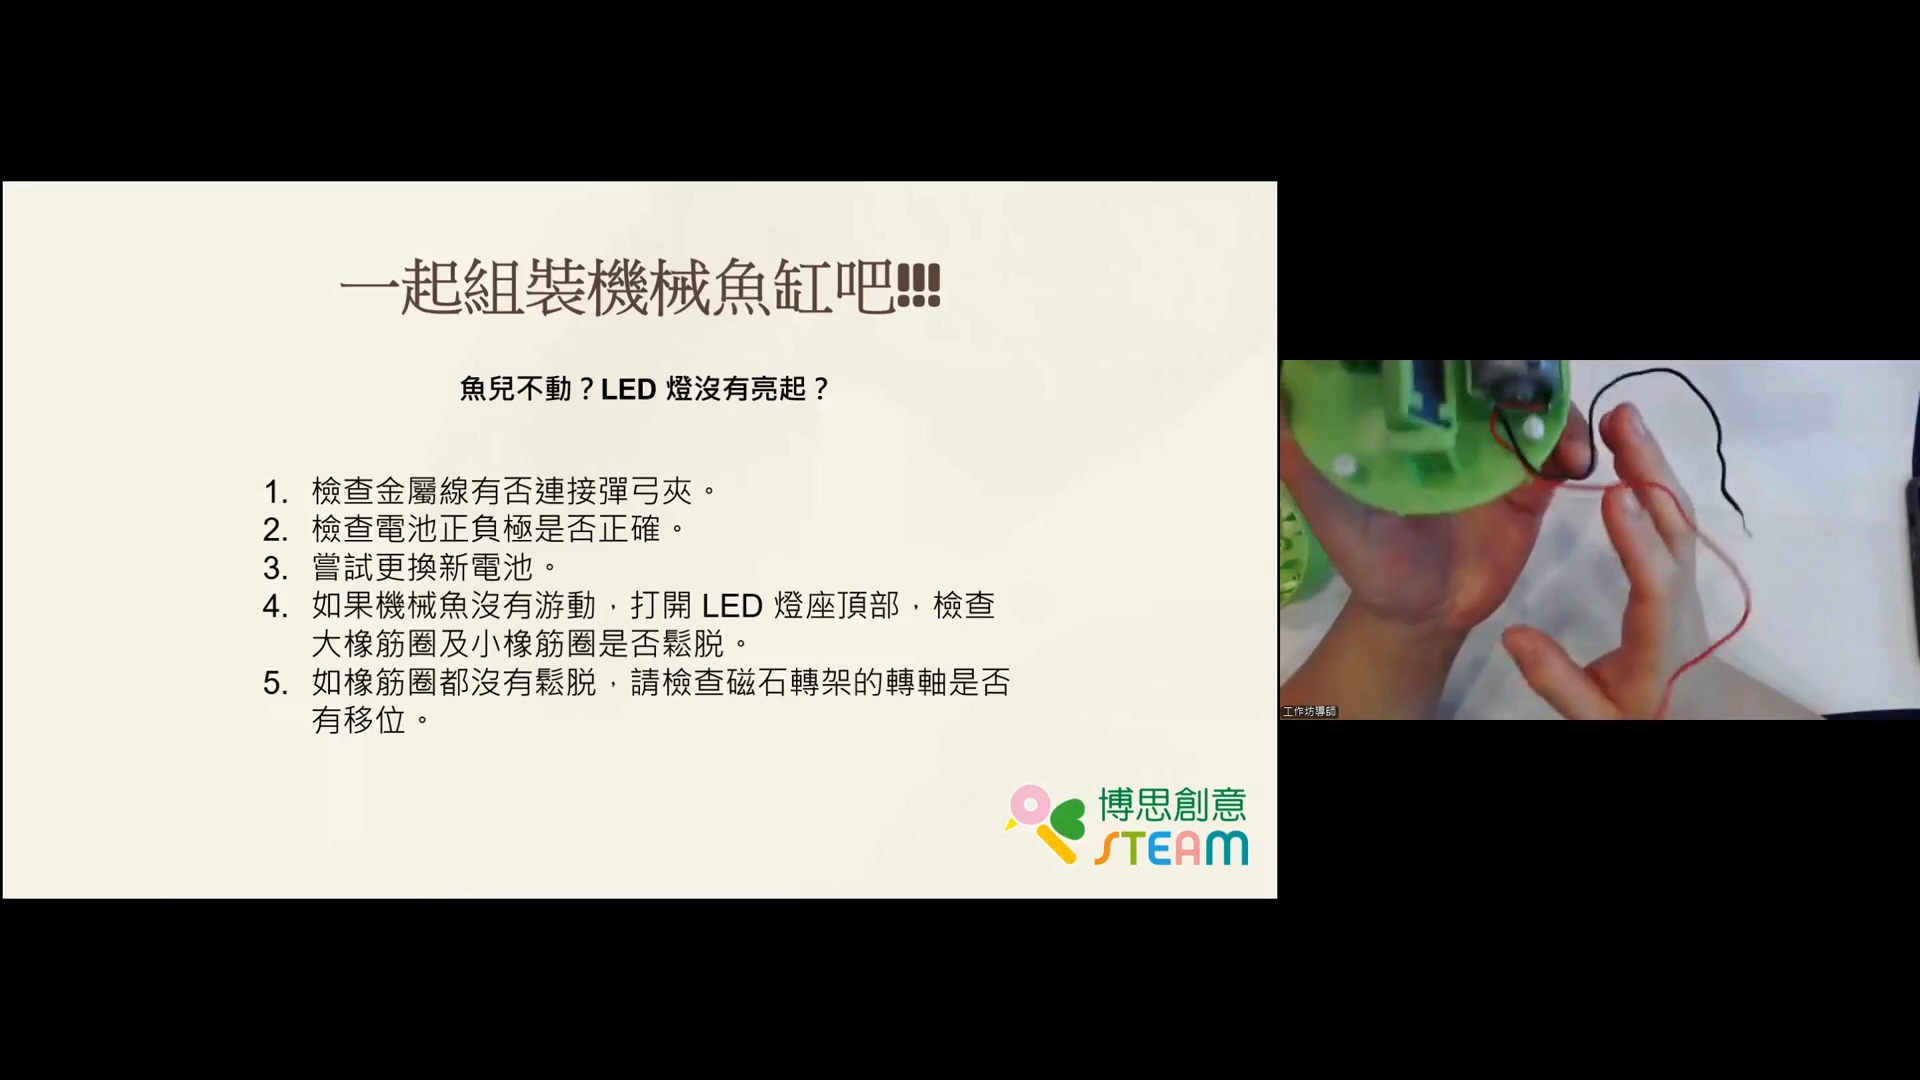 一起組裝機械魚缸吧!!!
魚兒不動？LED 燈沒有亮起？
1. 檢查金屬線有否連接彈弓夾。
2. 檢查電池正負極是否正確。
3. 嘗試更換新電池。
4. 如果機械魚沒有游動，打開 LED 燈座頂部，檢查
大橡筋圈及小橡筋圈是否鬆脱。
5. 如橡筋圈都沒有鬆脱，請檢查磁石轉架的轉軸是否
有移位。
博思創意
STEAM
工作坊導師